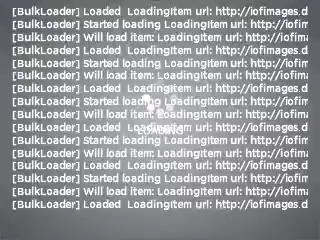 [BulkLoader] Loaded LoadingItem url: http://iofimages.d
[BulkLoader] Started loading LoadingItem url: http://iofim
[BulkLoader] Will load item: LoadingItem url: http://iofima
[BulkLoader] Loaded LoadingItem url: http://iofimages.d
[BulkLoader] Started loading LoadingItem url: http://iofim
[BulkLoader] Will load item: LoadingItem url: http://iofima
[BulkLoader] Loaded LoadingItem url: http://iofimages.d
[BulkLoader] Started loading LoadingItem url: http://iofim
[BulkLoader] Will load item: LoadingItem url: http://iofima
[BulkLoader] Loaded LoadingItem url: http://iofimages.d
LOADING
[BulkLoader] Started loading LoadingItem url: http://iofim
[BulkLoader] Will load item: LoadingItem url: http://iofima
[BulkLoader] Loaded LoadingItem url: http://iofimages.d
[BulkLoader] Started loading LoadingItem url: http://iofim
[BulkLoader] Will load item: LoadingItem url: http://iofima
[BulkLoader] Loaded LoadingItem url: http://iofimages.d